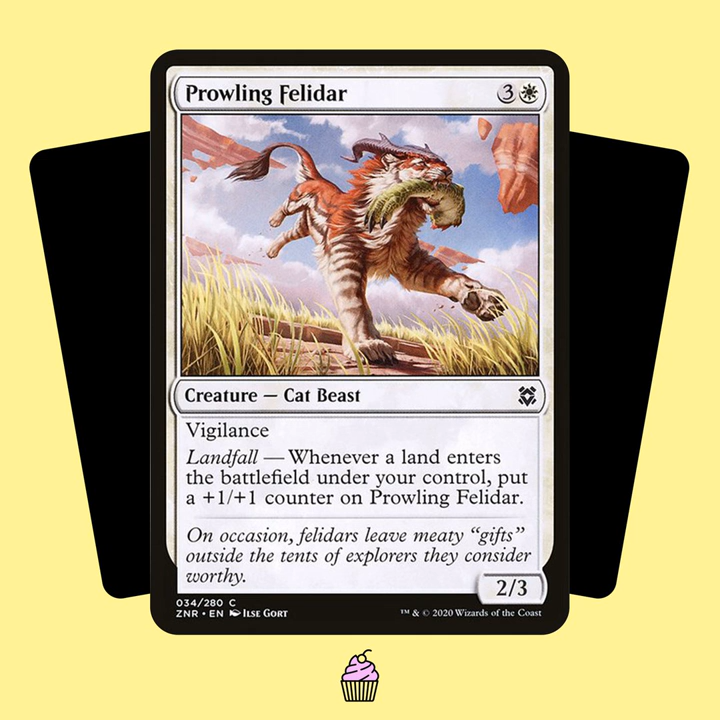 Prowling Felidar 3
Creature — Cat Beast
Vigilance
Landfall — Whenever a land enters
the battlefield under your control, put
a +1/+1 counter on Prowling Felidar.
On occasion, felidars leave meaty “gifts”
outside the tents of explorers they consider
worthy.
2/3
034/280 C
ZNR • EN ILSE GORT ™ & © 2020 Wizards of the Coast